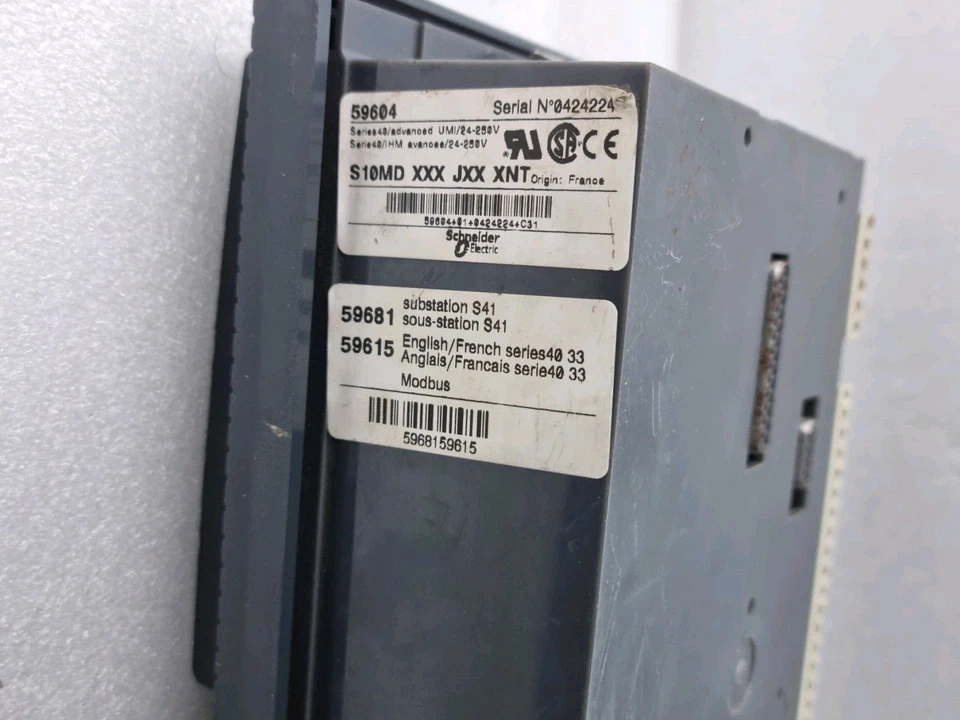 59604 Serial N°0424224
Series40/advanced UMI/24-250V
Serie40/IHM avancee/24-250V
S10MD XXX JXX XNT Origin: France
59604+01+0424224+C31
Schneider
Electric
59681 substation S41
sous-station S41
59615 English/French series40 33
Anglais/Francais serie40 33
Modbus
5968159615